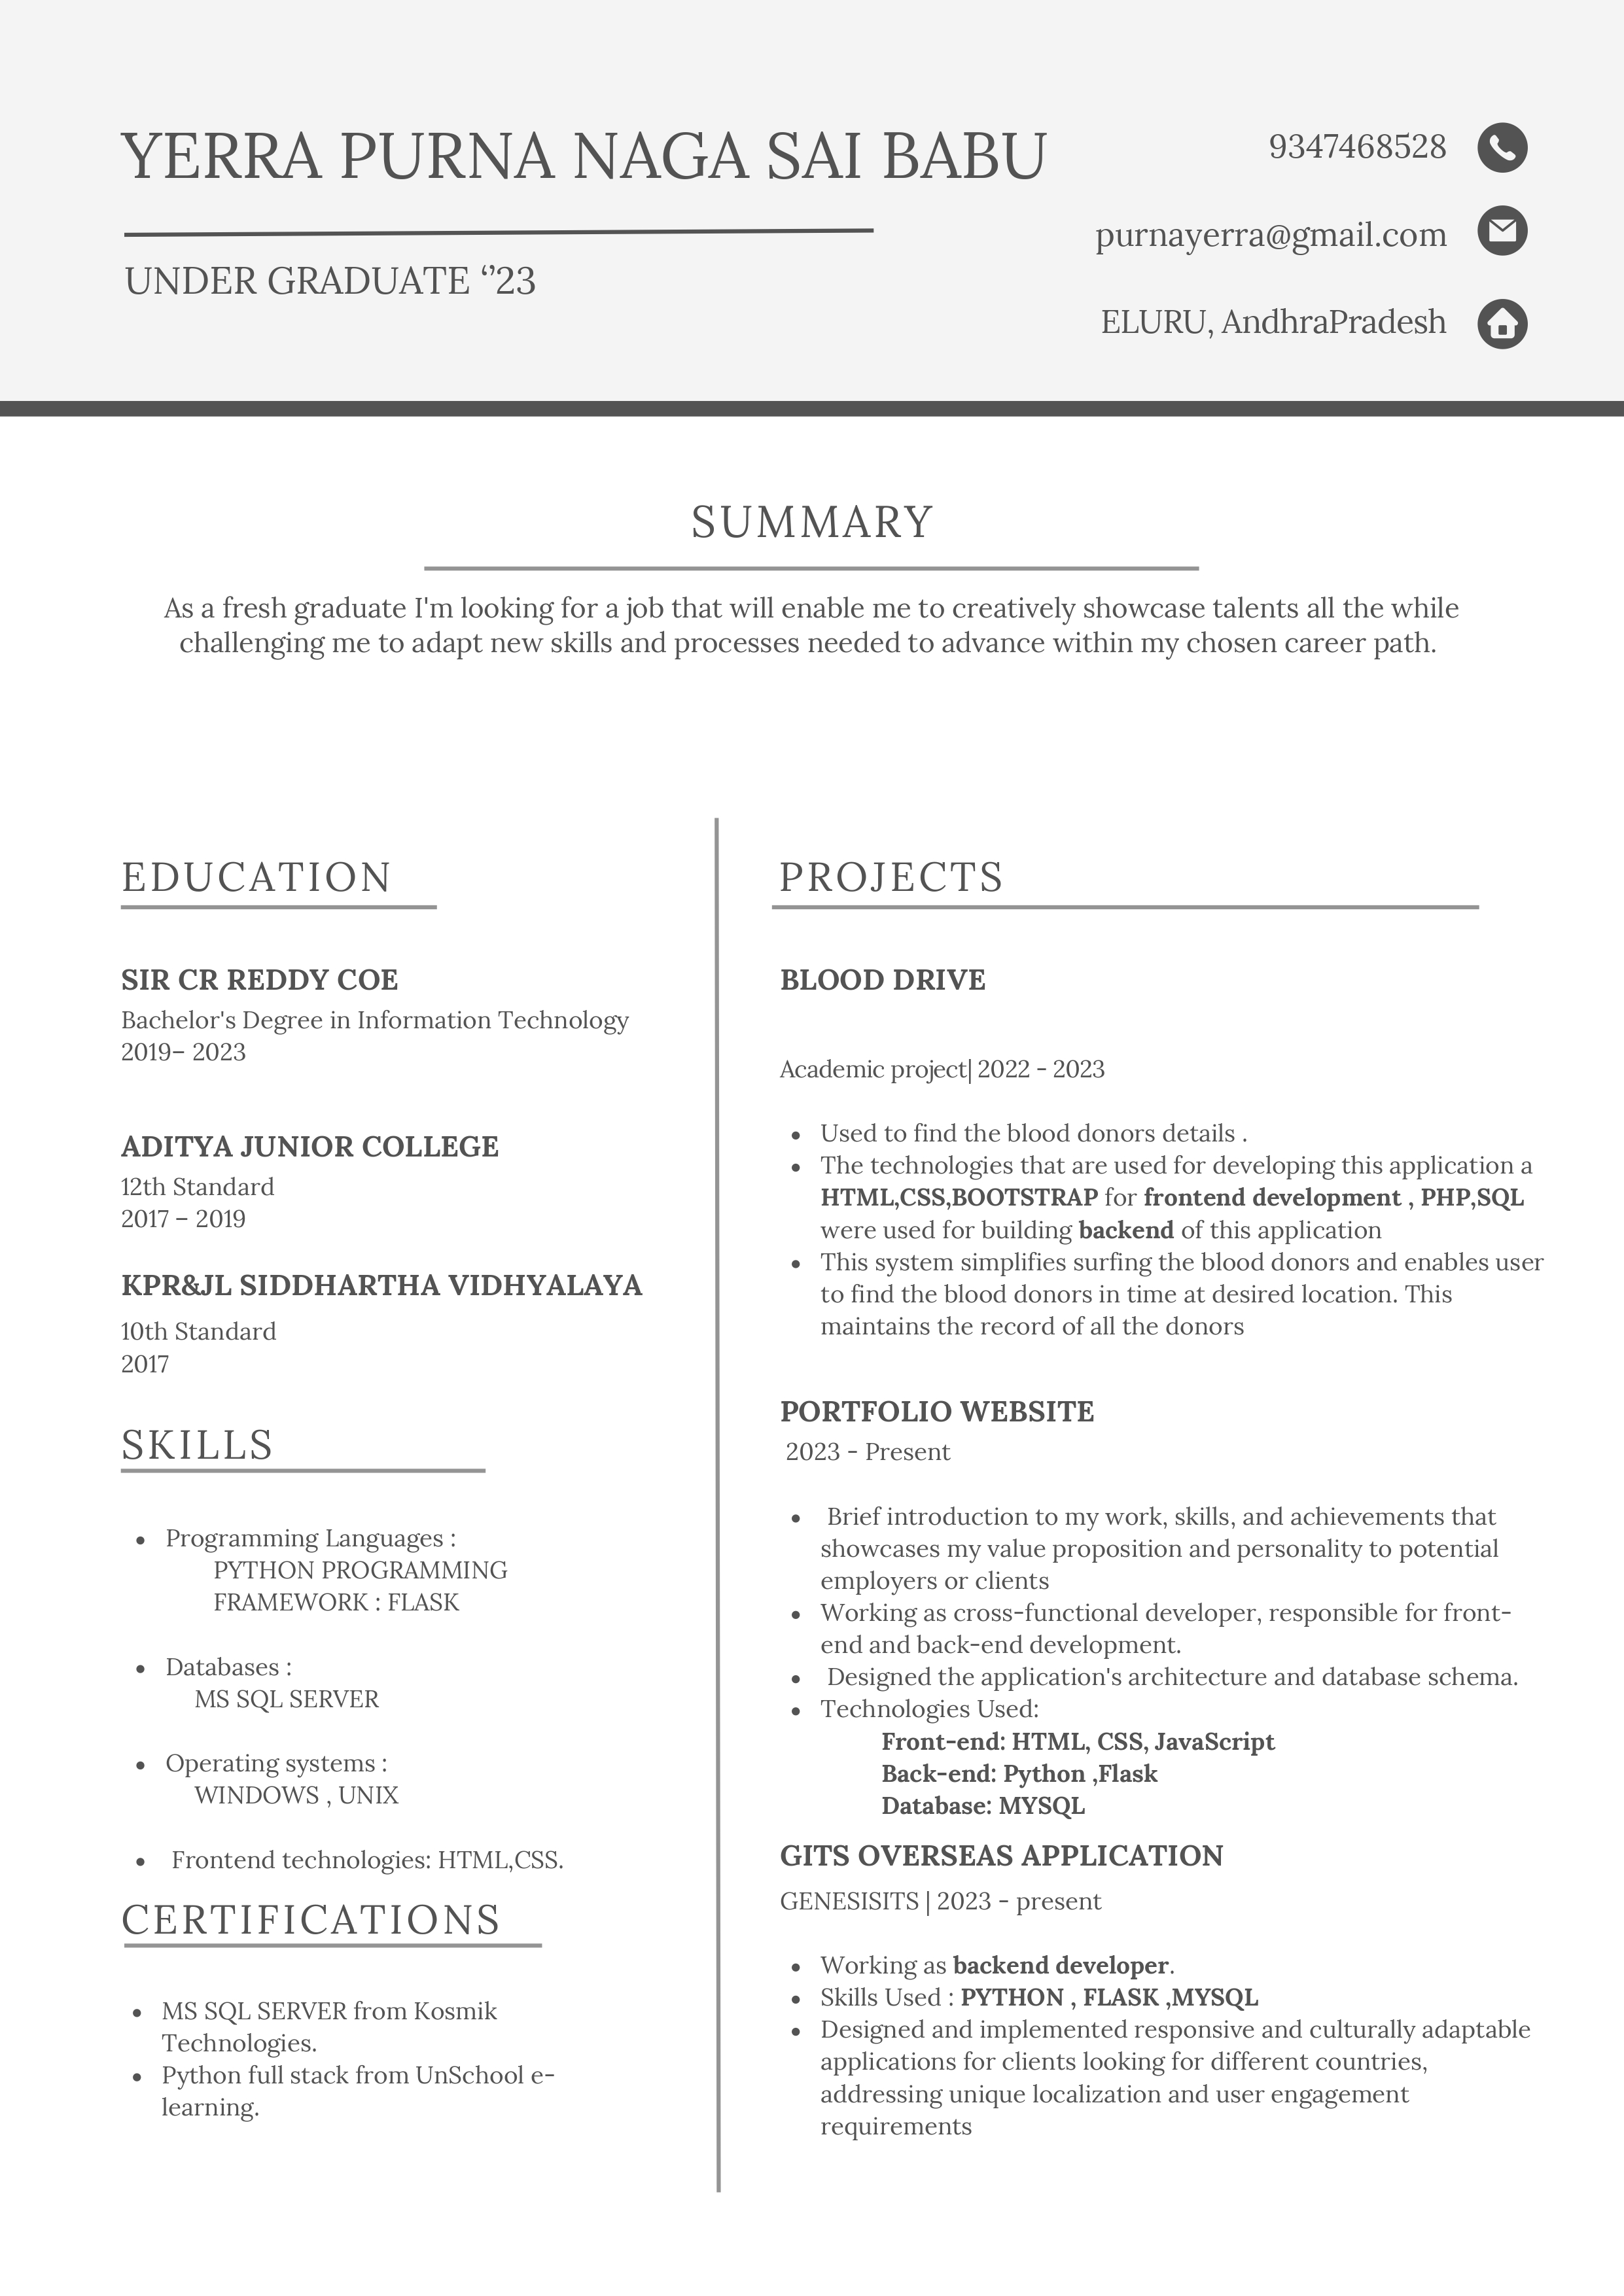 YERRA PURNA NAGA SAI BABU
UNDER GRADUATE ‘’23
9347468528
purnayerra@gmail.com
ELURU, AndhraPradesh
SUMMARY
As a fresh graduate I'm looking for a job that will enable me to creatively showcase talents all the while
challenging me to adapt new skills and processes needed to advance within my chosen career path.
EDUCATION
SIR CR REDDY COE
Bachelor's Degree in Information Technology
2019– 2023
ADITYA JUNIOR COLLEGE
12th Standard
2017 – 2019
KPR&JL SIDDHARTHA VIDHYALAYA
10th Standard
2017
SKILLS
• Programming Languages :
PYTHON PROGRAMMING
FRAMEWORK : FLASK
• Databases :
MS SQL SERVER
• Operating systems :
WINDOWS , UNIX
• Frontend technologies: HTML,CSS.
CERTIFICATIONS
• MS SQL SERVER from Kosmik
Technologies.
• Python full stack from UnSchool e-
learning.
PROJECTS
BLOOD DRIVE
Academic project| 2022 - 2023
• Used to find the blood donors details .
• The technologies that are used for developing this application a
HTML,CSS,BOOTSTRAP for frontend development , PHP,SQL
were used for building backend of this application
• This system simplifies surfing the blood donors and enables user
to find the blood donors in time at desired location. This
maintains the record of all the donors
PORTFOLIO WEBSITE
2023 - Present
• Brief introduction to my work, skills, and achievements that
showcases my value proposition and personality to potential
employers or clients
• Working as cross-functional developer, responsible for front-
end and back-end development.
• Designed the application's architecture and database schema.
• Technologies Used:
Front-end: HTML, CSS, JavaScript
Back-end: Python ,Flask
Database: MYSQL
GITS OVERSEAS APPLICATION
GENESISITS | 2023 - present
• Working as backend developer.
• Skills Used : PYTHON , FLASK ,MYSQL
• Designed and implemented responsive and culturally adaptable
applications for clients looking for different countries,
addressing unique localization and user engagement
requirements